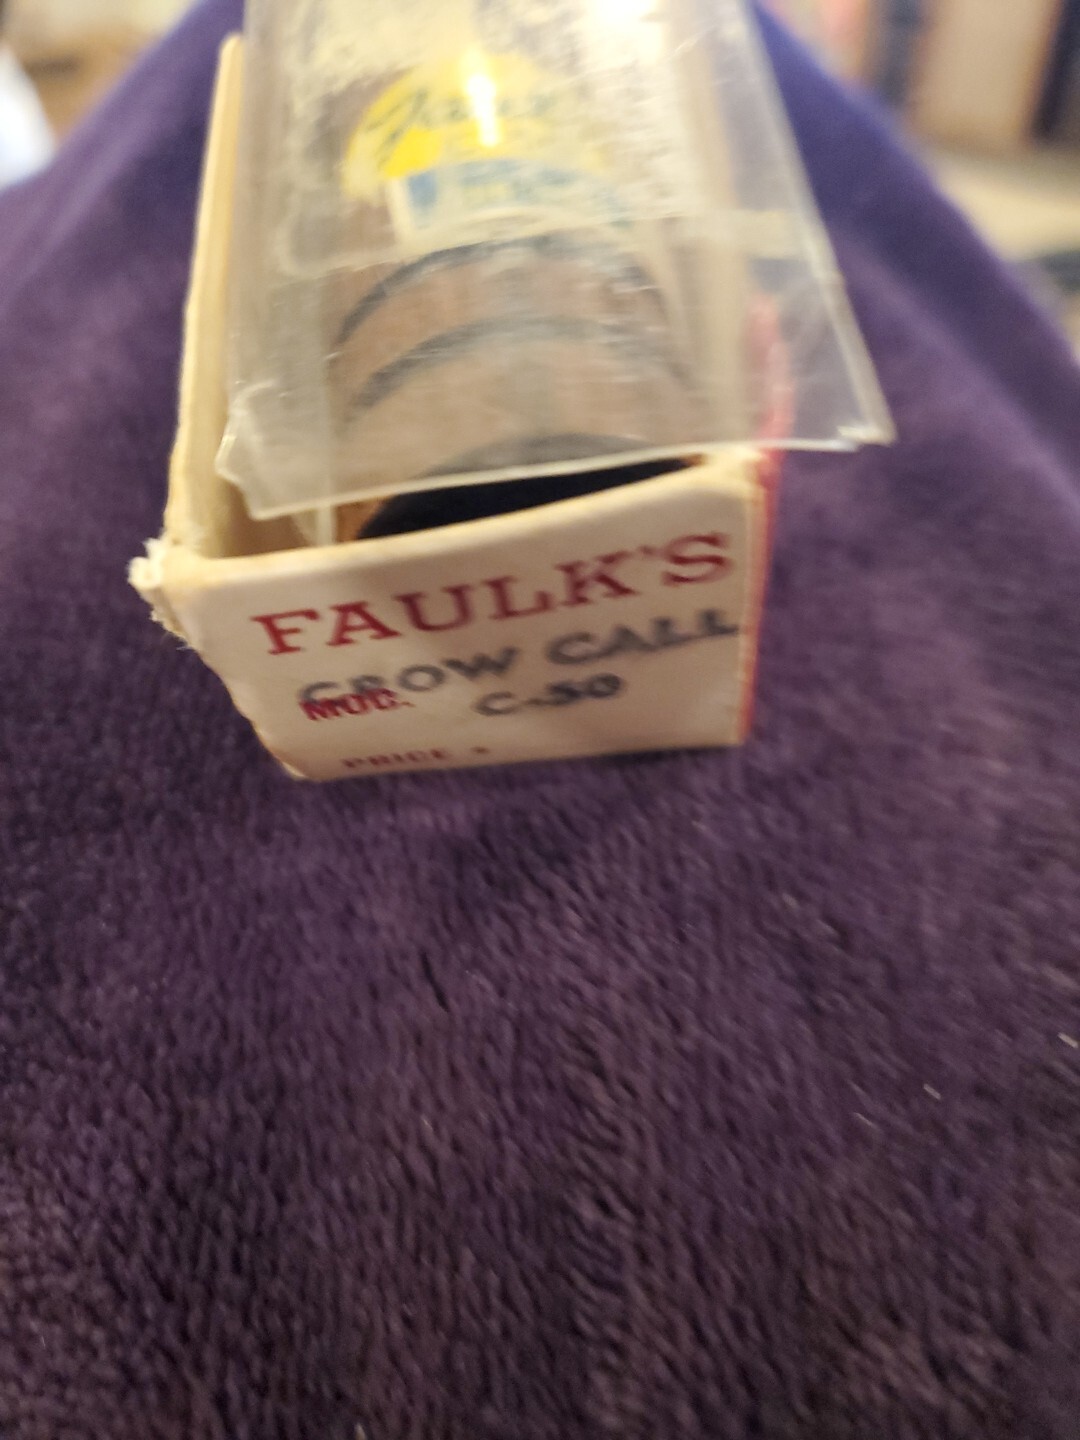 FAULK'S
CROW CALL
MOD. C-50
PRICE